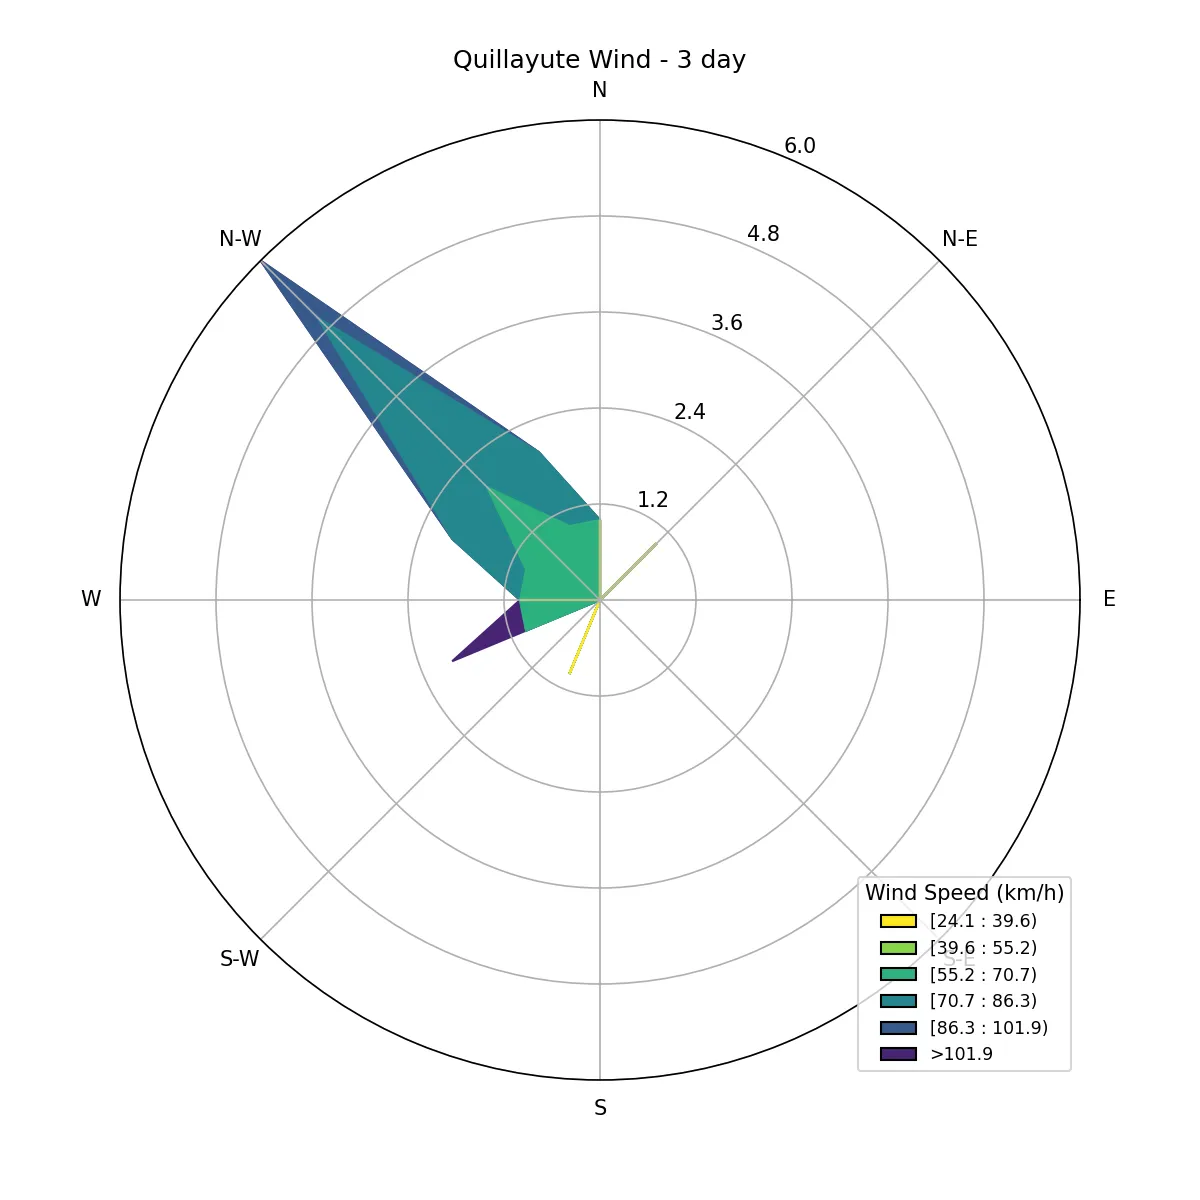 Quillayute Wind - 3 day
N
6.0
N-W
4.8
N-E
3.6
2.4
1.2
W
E
S-W
S-E
S
Wind Speed (km/h)
[24.1 : 39.6)
[39.6 : 55.2)
[55.2 : 70.7)
[70.7 : 86.3)
[86.3 : 101.9)
>101.9